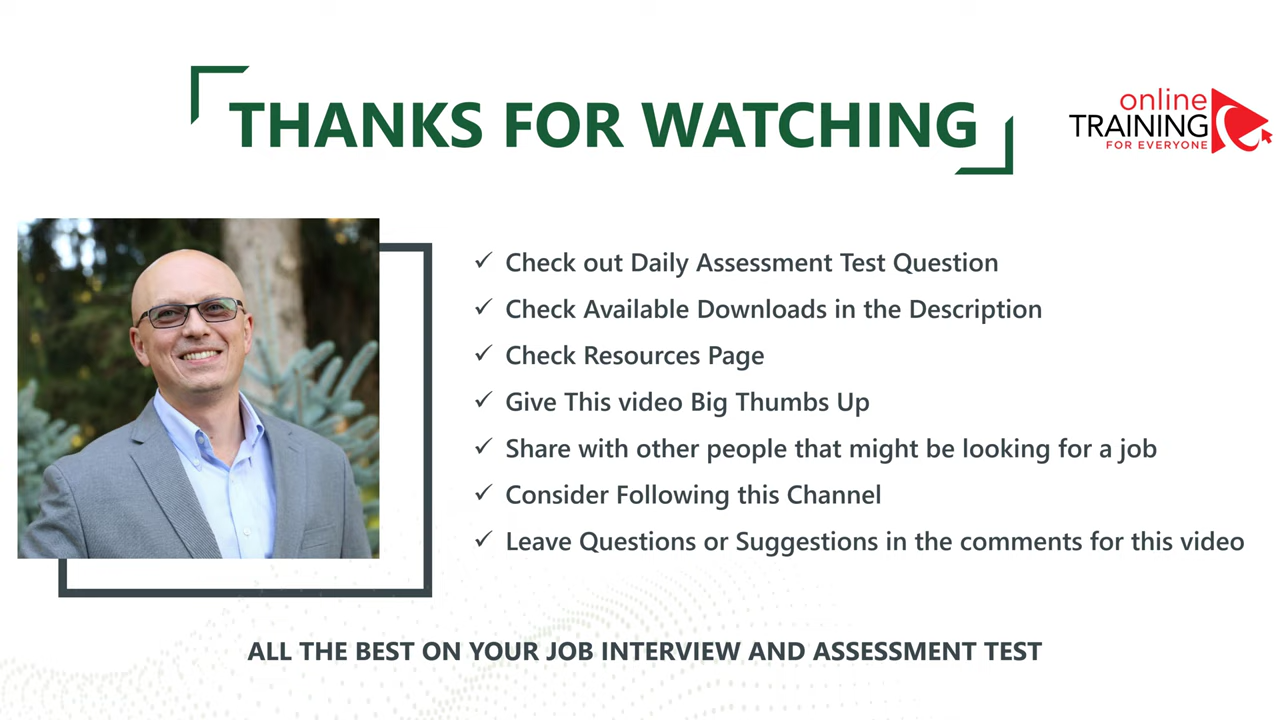 THANKS FOR WATCHING
online
TRAINING
FOR EVERYONE
✓ Check out Daily Assessment Test Question
✓ Check Available Downloads in the Description
✓ Check Resources Page
✓ Give This video Big Thumbs Up
✓ Share with other people that might be looking for a job
✓ Consider Following this Channel
✓ Leave Questions or Suggestions in the comments for this video
ALL THE BEST ON YOUR JOB INTERVIEW AND ASSESSMENT TEST